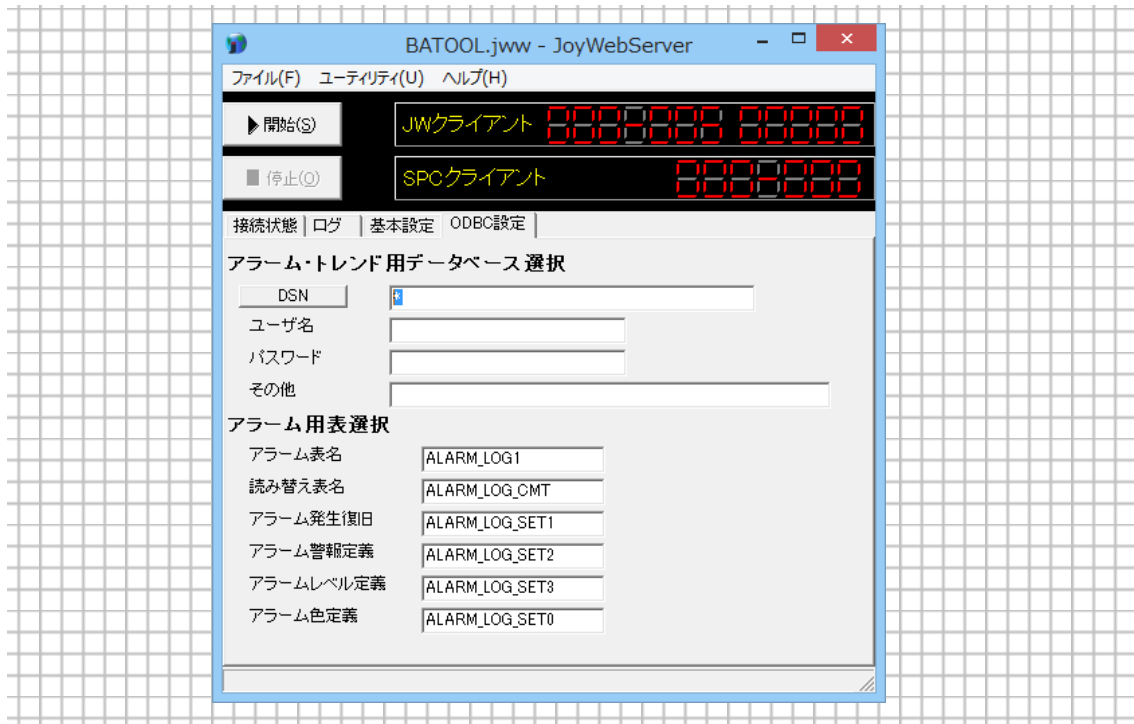 BATOOL.jww - JoyWebServer
ファイル(F) ユーティリティ(U) ヘルプ(H)
開始(S)
JWクライアント
停止(O)
SPCクライアント
接続状態 ログ 基本設定 ODBC設定
アラーム・トレンド用データベース選択
DSN *
ユーザ名
パスワード
その他
アラーム用表選択
アラーム表名 ALARM_LOG1
読み替え表名 ALARM_LOG_CMT
アラーム発生復旧 ALARM_LOG_SET1
アラーム警報定義 ALARM_LOG_SET2
アラームレベル定義 ALARM_LOG_SET3
アラーム色定義 ALARM_LOG_SET0